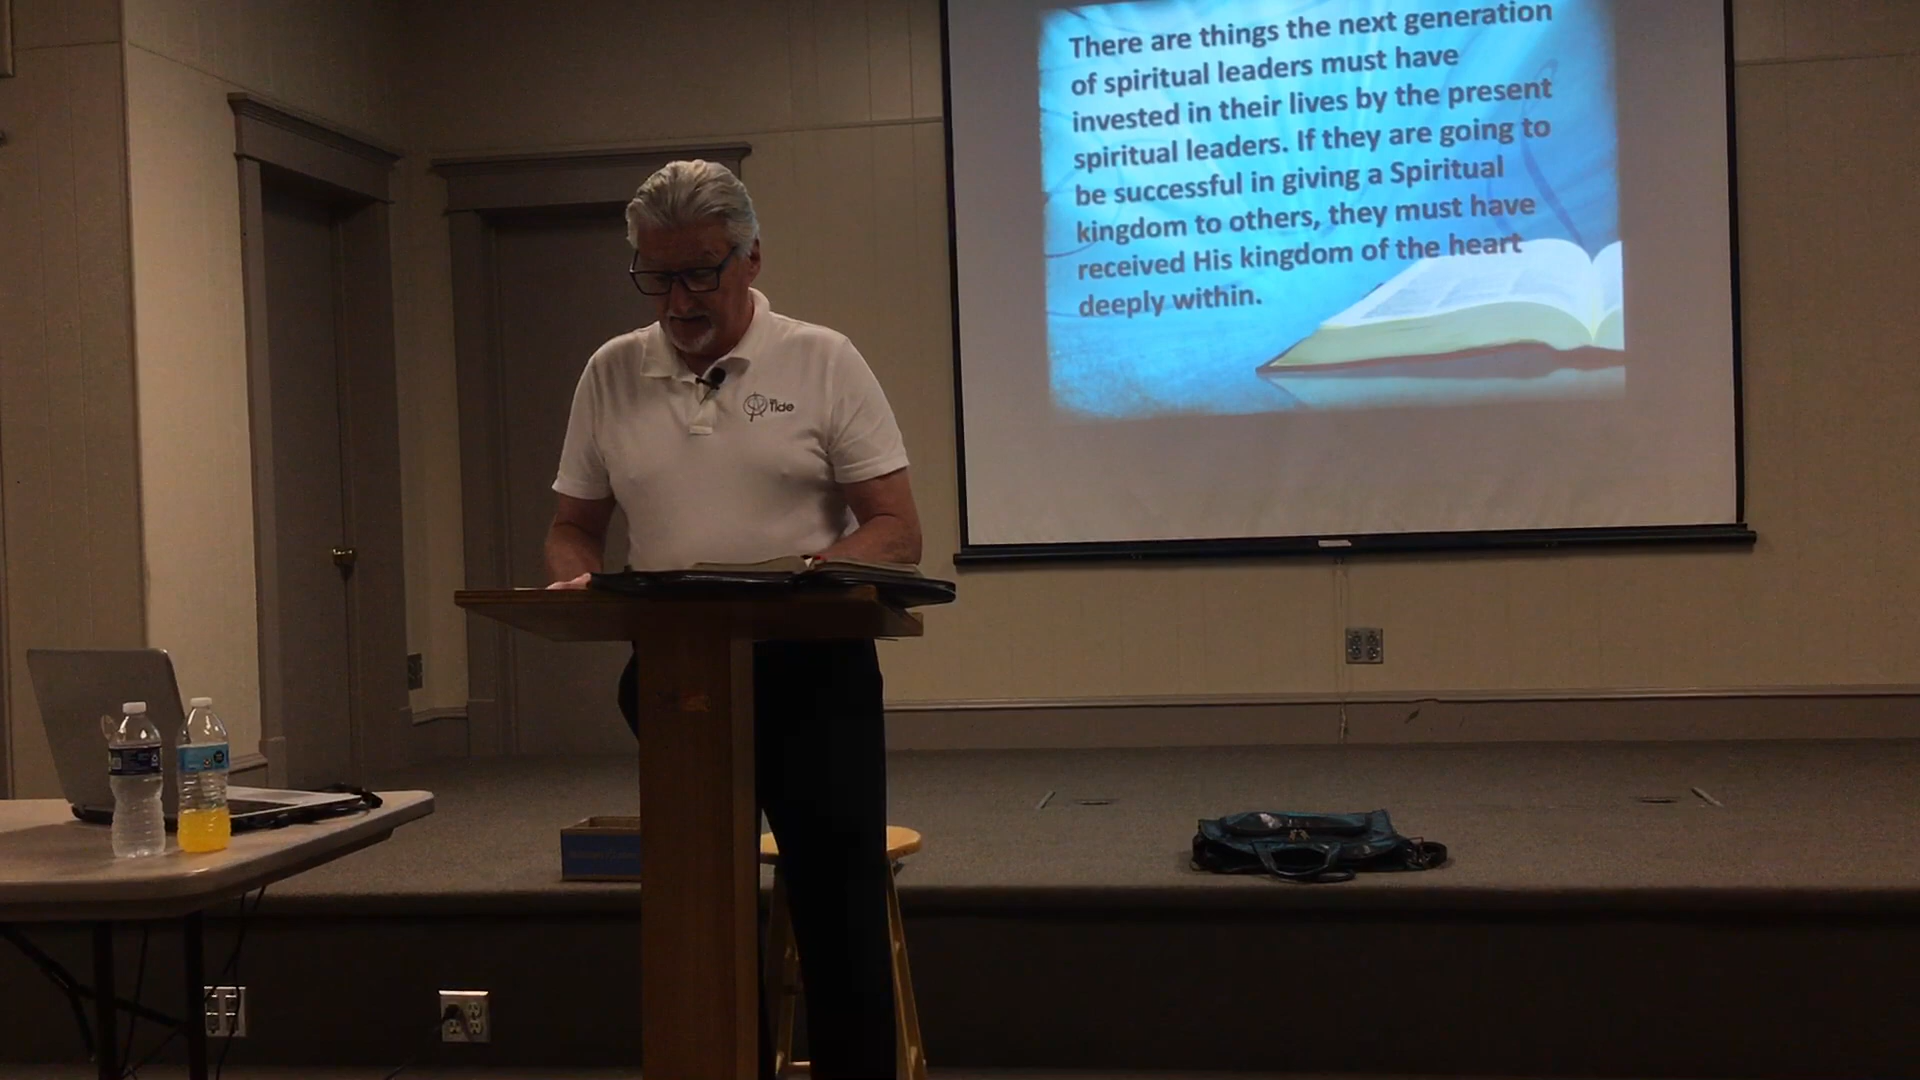 There are things the next generation
of spiritual leaders must have
invested in their lives by the present
spiritual leaders. If they are going to
be successful in giving a Spiritual
kingdom to others, they must have
received His kingdom of the heart
deeply within.
Tide